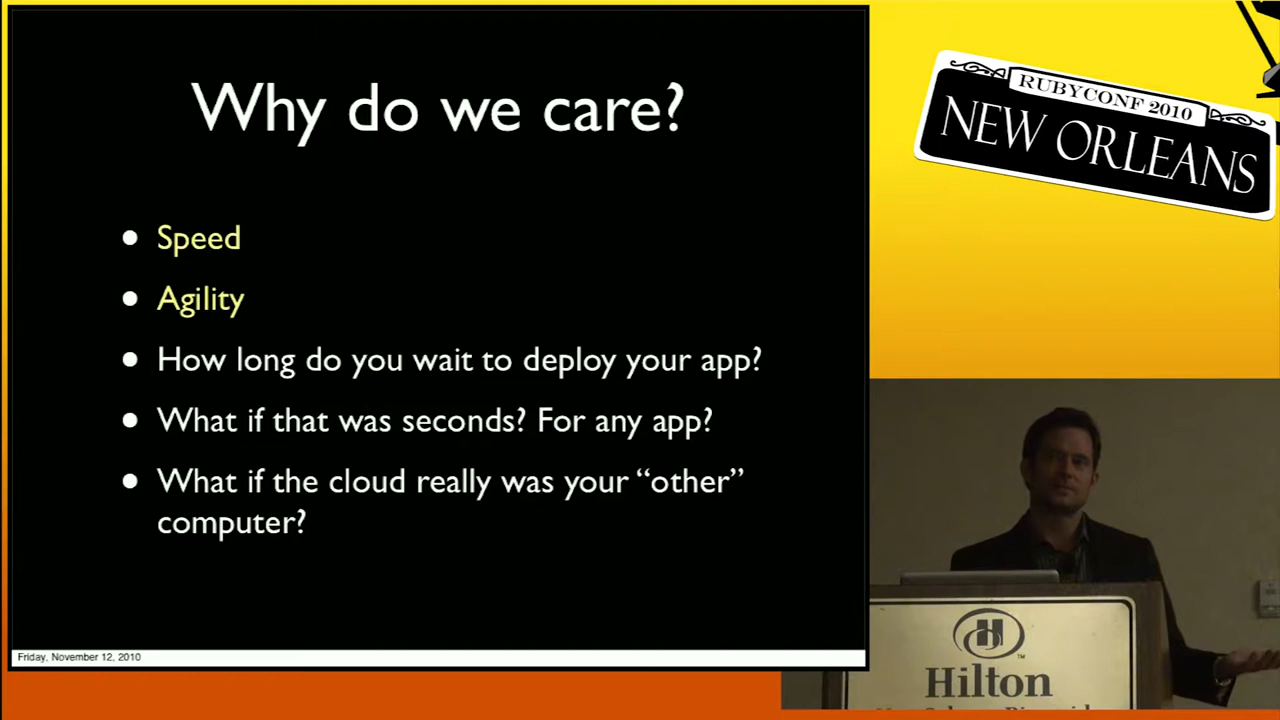 Why do we care?
• Speed
• Agility
• How long do you wait to deploy your app?
• What if that was seconds? For any app?
• What if the cloud really was your “other”
computer?
Friday, November 12, 2010
RUBYCONF 2010
NEW ORLEANS
H
TM
Hilton